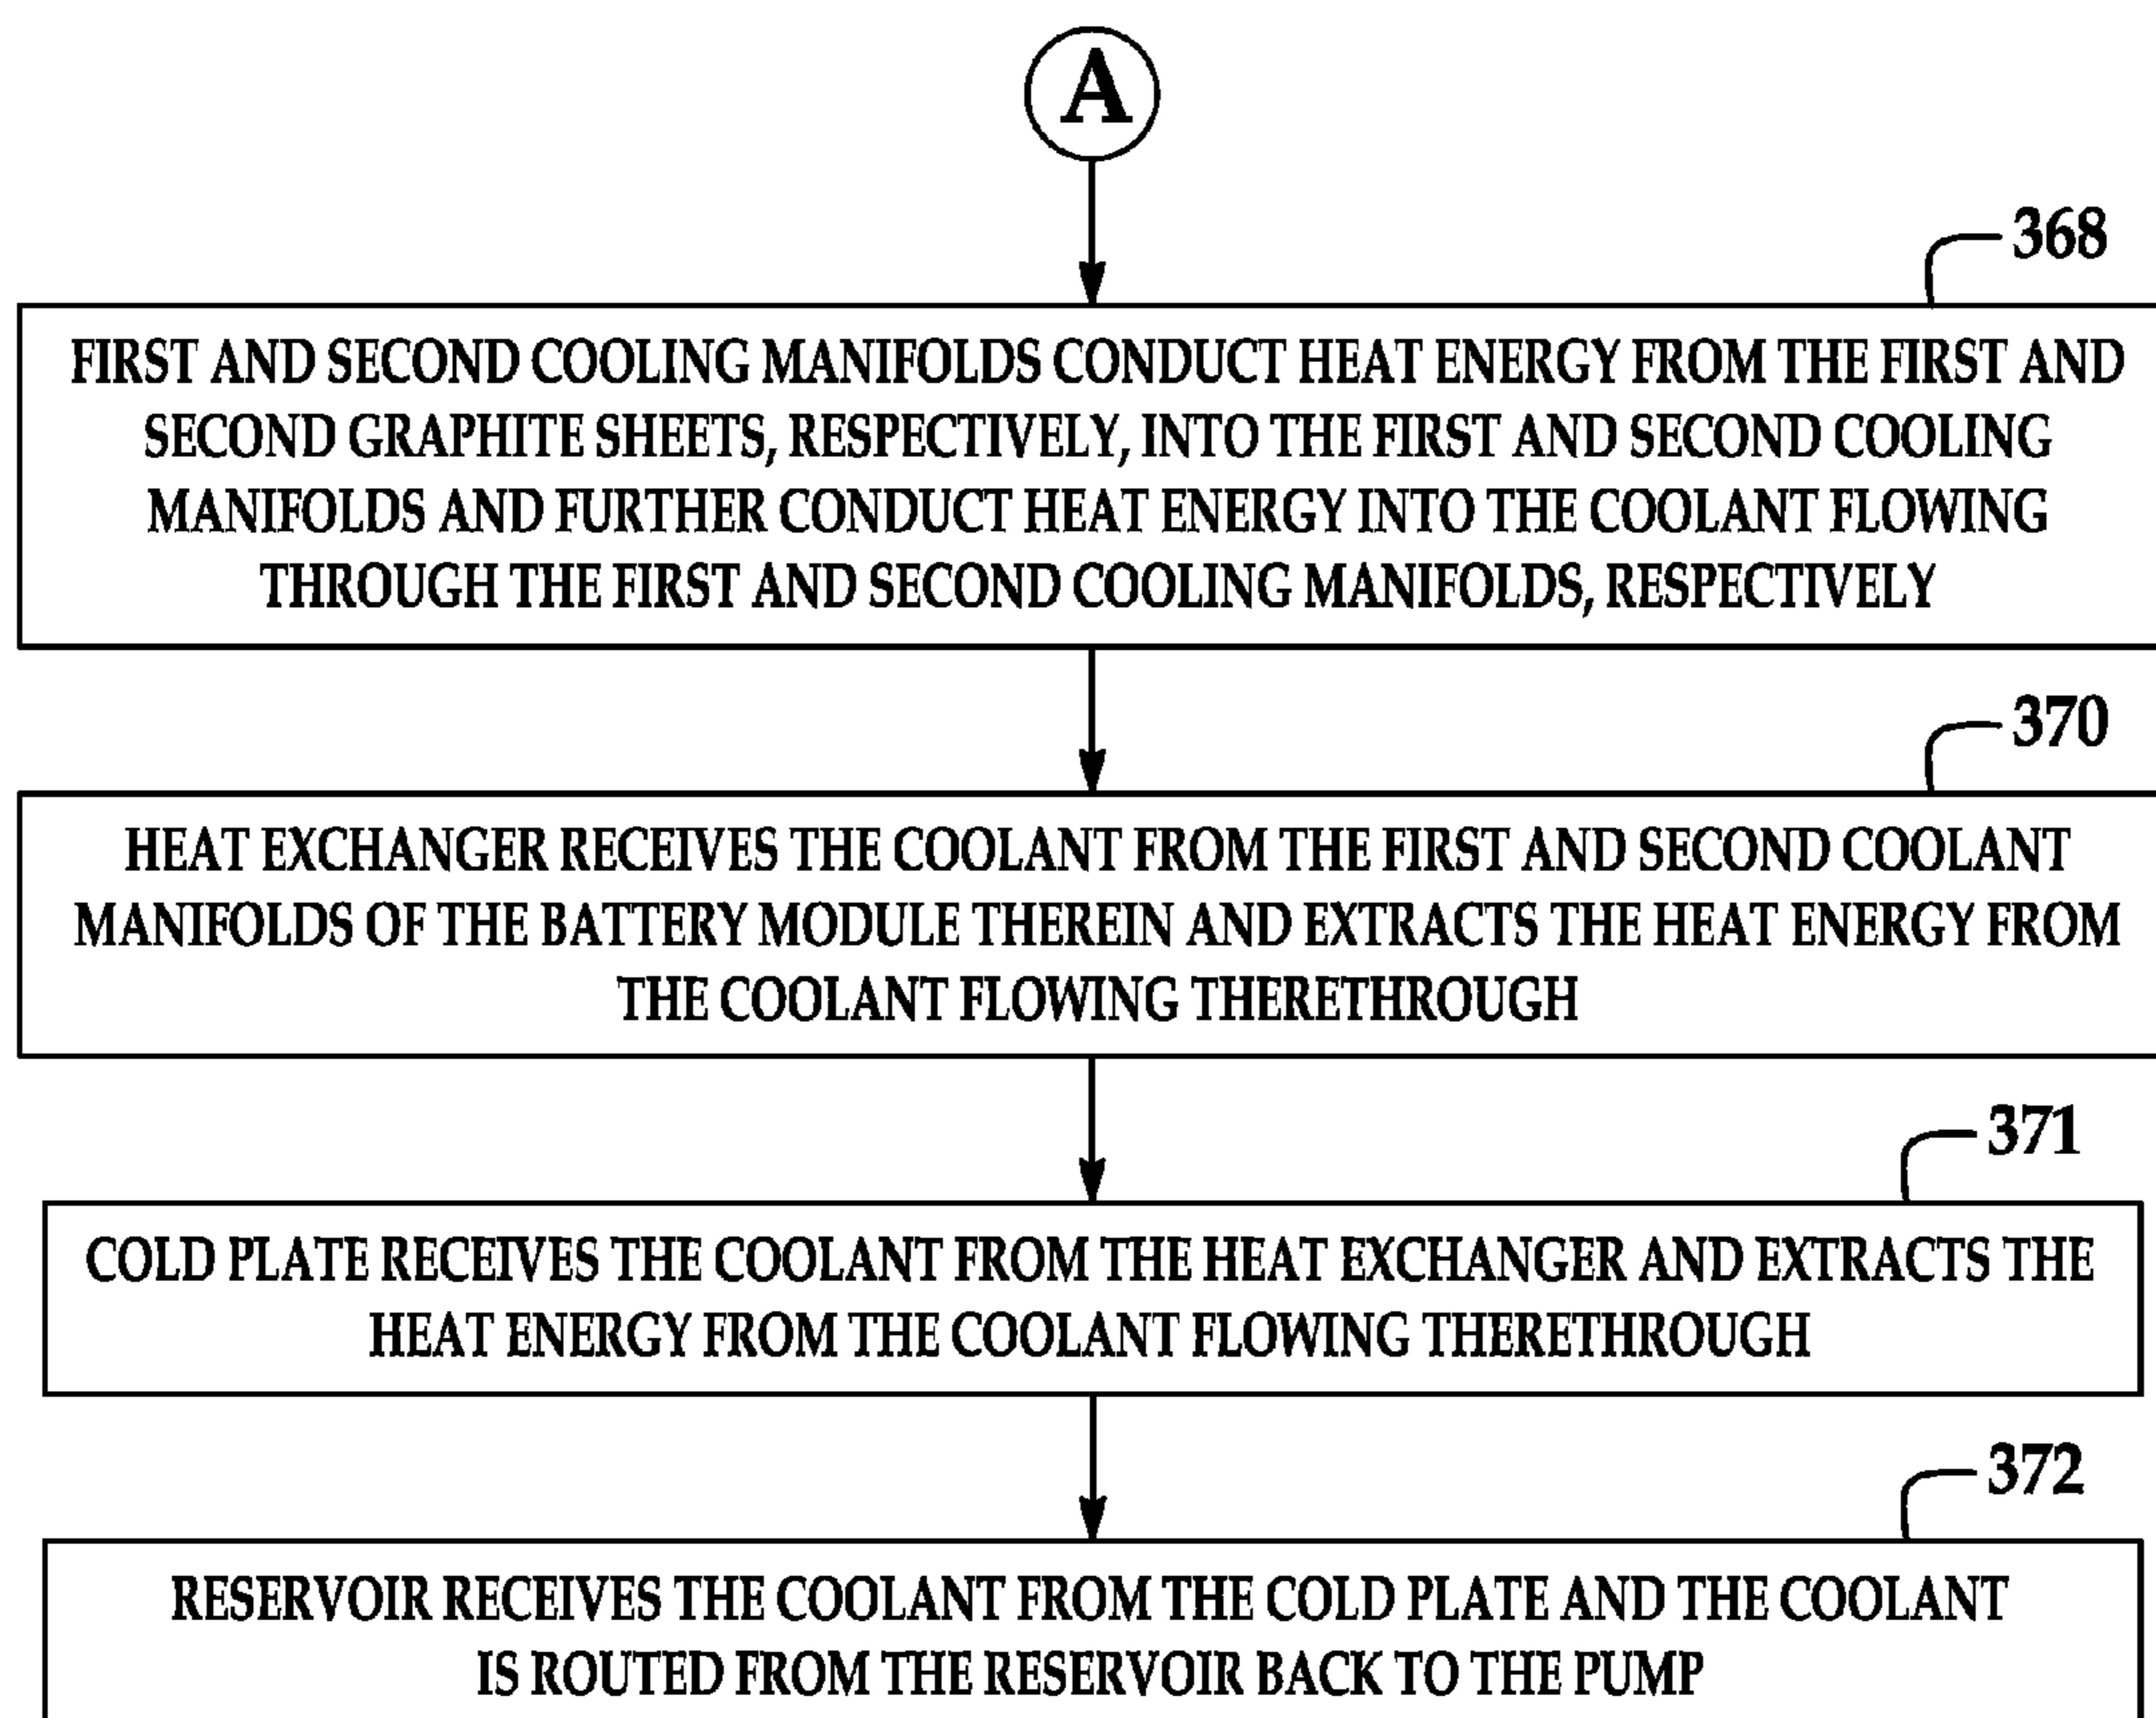 A
368
FIRST AND SECOND COOLING MANIFOLDS CONDUCT HEAT ENERGY FROM THE FIRST AND
SECOND GRAPHITE SHEETS, RESPECTIVELY, INTO THE FIRST AND SECOND COOLING
MANIFOLDS AND FURTHER CONDUCT HEAT ENERGY INTO THE COOLANT FLOWING
THROUGH THE FIRST AND SECOND COOLING MANIFOLDS, RESPECTIVELY
370
HEAT EXCHANGER RECEIVES THE COOLANT FROM THE FIRST AND SECOND COOLANT
MANIFOLDS OF THE BATTERY MODULE THEREIN AND EXTRACTS THE HEAT ENERGY FROM
THE COOLANT FLOWING THERETHROUGH
371
COLD PLATE RECEIVES THE COOLANT FROM THE HEAT EXCHANGER AND EXTRACTS THE
HEAT ENERGY FROM THE COOLANT FLOWING THERETHROUGH
372
RESERVOIR RECEIVES THE COOLANT FROM THE COLD PLATE AND THE COOLANT
IS ROUTED FROM THE RESERVOIR BACK TO THE PUMP